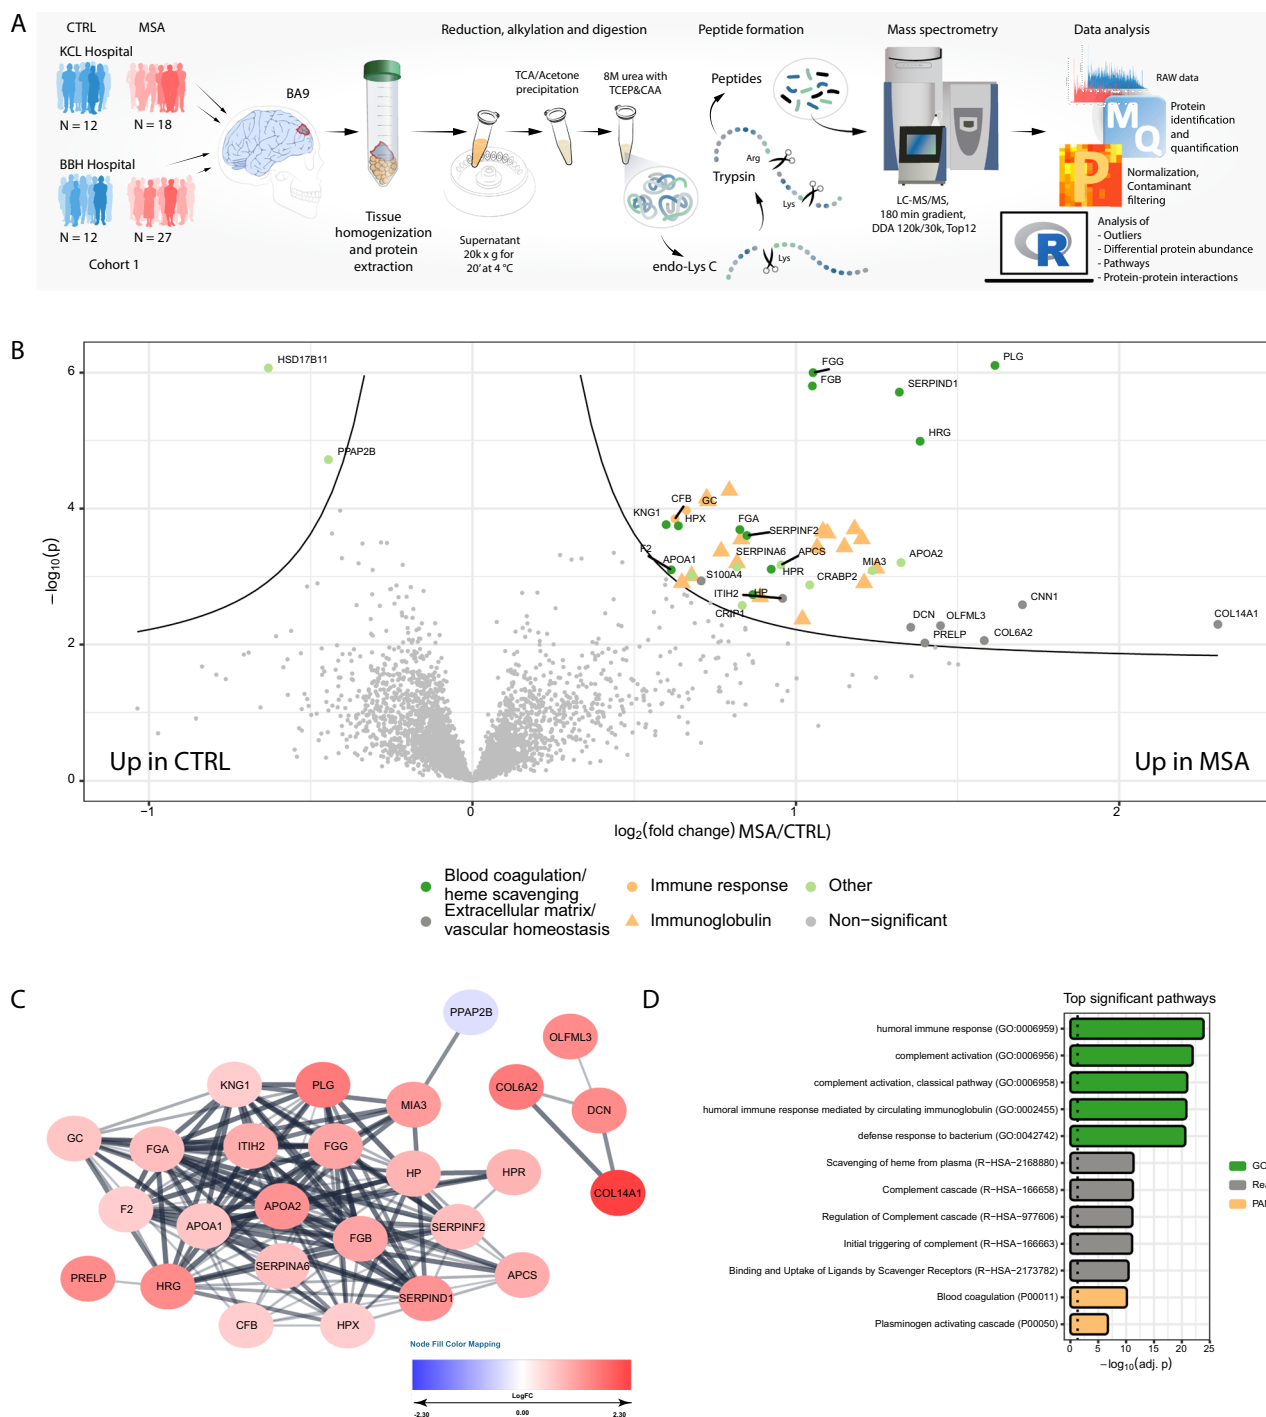 A
CTRL
MSA
KCL Hospital
N = 12
N = 18
BBH Hospital
N = 12
N = 27
Cohort 1
BA9
Tissue
homogenization
and protein
extraction
Reduction, alkylation and digestion
TCA/Acetone
precipitation
8M urea with
TCEP&CAA
Supernatant
20k x g for
20' at 4 °C
endo-Lys C
Peptide formation
Peptides
Arg
Trypsin
Lys
Lys
Mass spectrometry
LC-MS/MS,
180 min gradient,
DDA 120k/30k, Top12
Data analysis
RAW data
MQ
Protein
identification
and
quantification
P
Normalization,
Contaminant
filtering
R
Analysis of
- Outliers
- Differential protein abundance
- Pathways
- Protein-protein interactions
B
−log10(p)
6
4
2
0
HSD17B11
PPAP2B
FGG
FGB
PLG
SERPIND1
HRG
CFB
GC
KNG1
HPX
FGA
SERPINF2
F2
APOA1
SERPINA6
APCS
S100A4
HPR
MIA3
APOA2
CRABP2
ITIH2
HP
CRIP1
CNN1
DCN
OLFML3
PRELP
COL6A2
COL14A1
Up in CTRL
Up in MSA
−1
0
1
2
log2(fold change) MSA/CTRL)
Blood coagulation/
heme scavenging
Extracellular matrix/
vascular homeostasis
Immune response
Immunoglobulin
Other
Non−significant
C
PPAP2B
OLFML3
KNG1
PLG
COL6A2
MIA3
DCN
GC
FGA
ITIH2
FGG
HP
HPR
COL14A1
F2
APOA1
APOA2
FGB
SERPINF2
SERPINA6
APCS
PRELP
HRG
SERPIND1
CFB
HPX
Node Fill Color Mapping
LogFC
-2.30
0.00
2.30
D
Top significant pathways
humoral immune response (GO:0006959)
complement activation (GO:0006956)
complement activation, classical pathway (GO:0006958)
humoral immune response mediated by circulating immunoglobulin (GO:0002455)
defense response to bacterium (GO:0042742)
Scavenging of heme from plasma (R−HSA−2168880)
Complement cascade (R−HSA−166658)
Regulation of Complement cascade (R−HSA−977606)
Initial triggering of complement (R−HSA−166663)
Binding and Uptake of Ligands by Scavenger Receptors (R−HSA−2173782)
Blood coagulation (P00011)
Plasminogen activating cascade (P00050)
0
5
10
15
20
25
−log10(adj. p)
GO
Rea
PAN